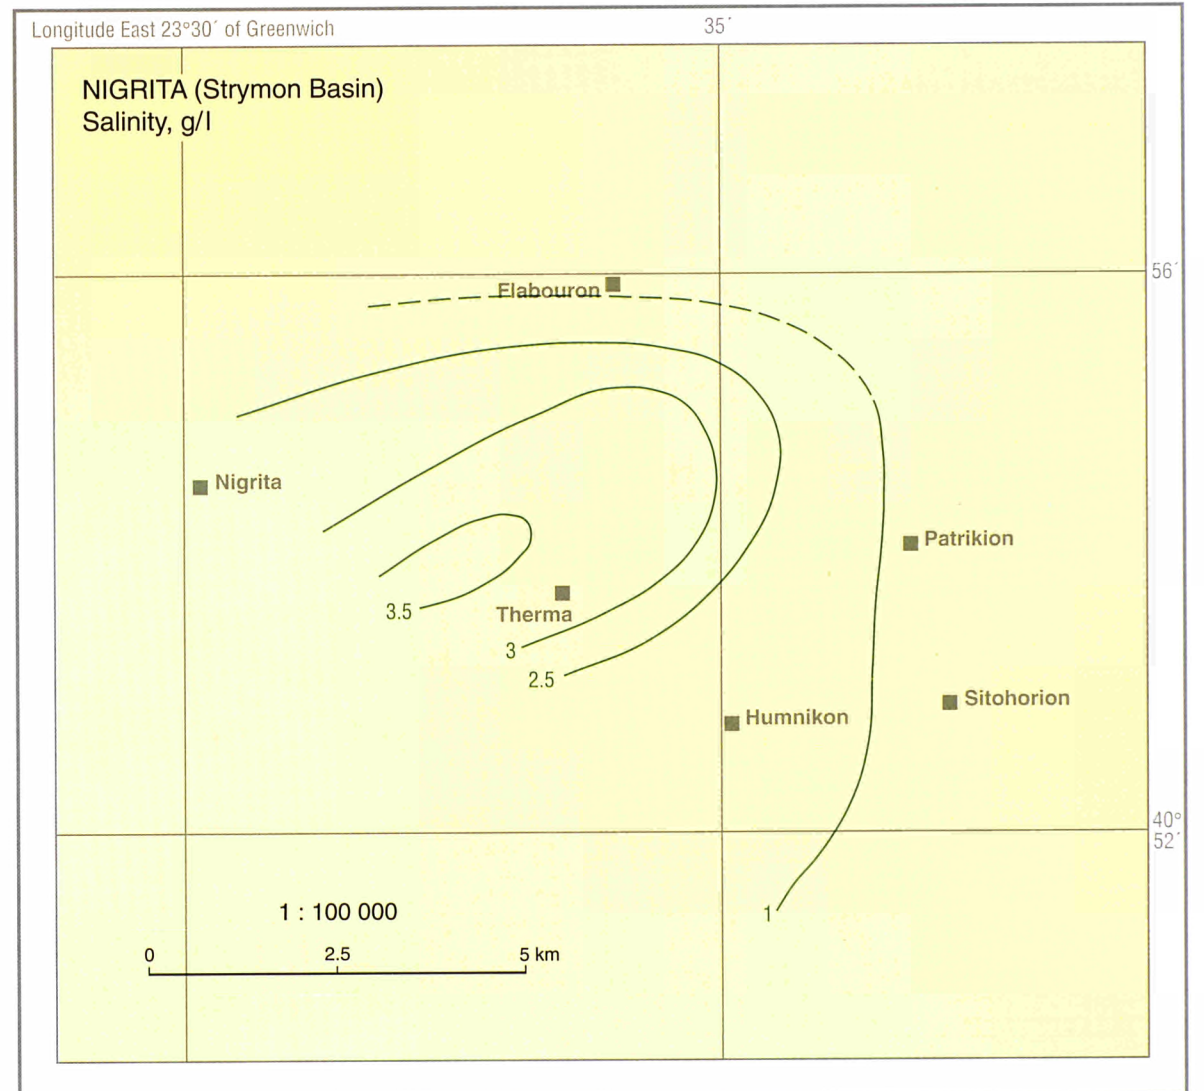 Longitude East 23°30´ of Greenwich
35´
NIGRITA (Strymon Basin)
Salinity, g/l
56´
Elabouron
Nigrita
Patrikion
3.5
Therma
3
2.5
Sitohorion
Humnikon
40°
52´
1 : 100 000
1
0 2.5 5 km